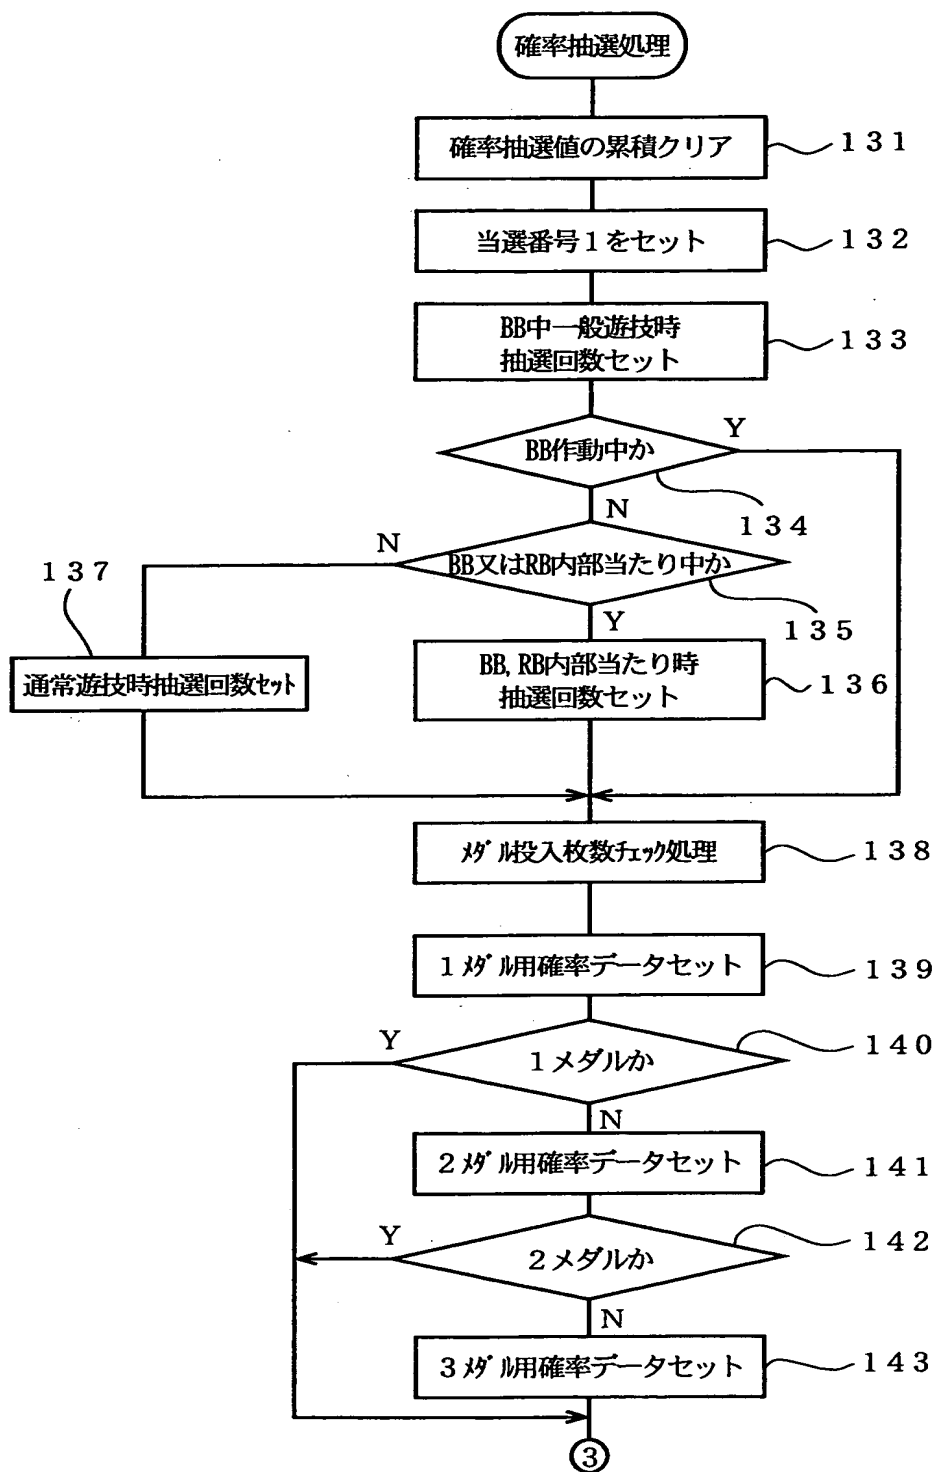 確率抽選処理
確率抽選値の累積クリア
131
当選番号1をセット
132
BB中一般遊技時
抽選回数セット
133
BB作動中か
Y
134
N
BB又はRB内部当たり中か
N
135
137
Y
通常遊技時抽選回数ｾｯﾄ
BB,RB内部当たり時
抽選回数セット
136
ﾒﾀﾞﾙ投入枚数ﾁｪｯｸ処理
138
1ﾒﾀﾞﾙ用確率データセット
139
Y
1メダルか
140
N
2ﾒﾀﾞﾙ用確率データセット
141
Y
2メダルか
142
N
3ﾒﾀﾞﾙ用確率データセット
143
③